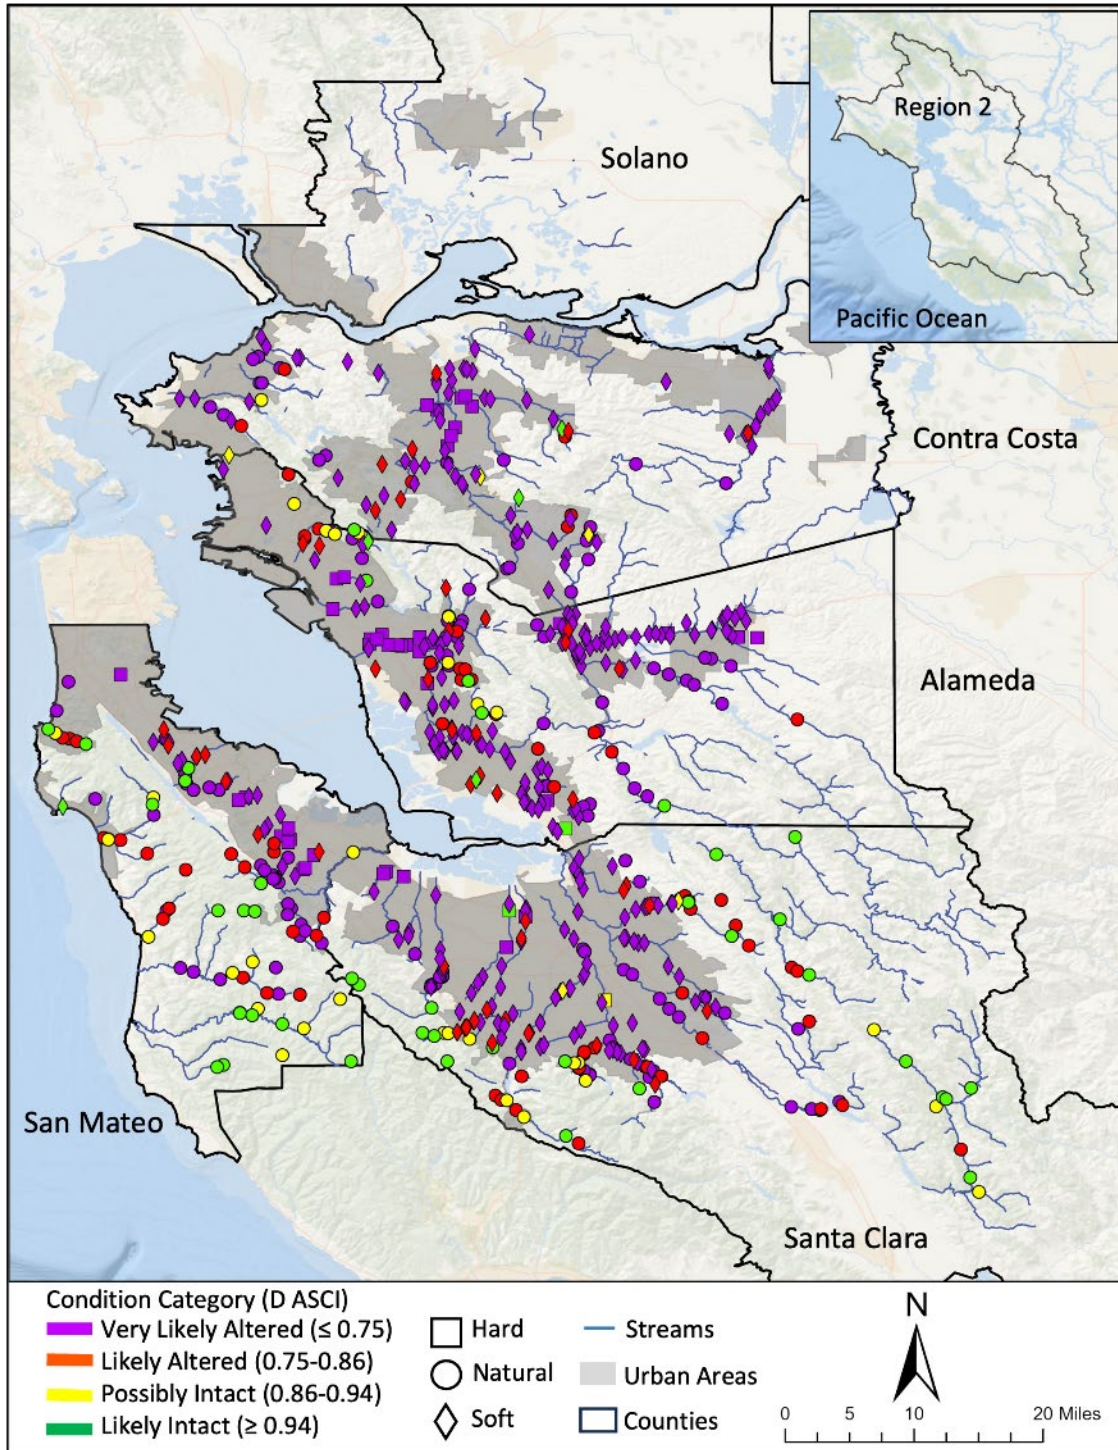 Region 2
Solano
Pacific Ocean
Contra Costa
Alameda
San Mateo
Santa Clara
Condition Category (D ASCI)
Very Likely Altered (≤ 0.75)
Likely Altered (0.75-0.86)
Possibly Intact (0.86-0.94)
Likely Intact (≥ 0.94)
Hard
Natural
Soft
Streams
Urban Areas
Counties
N
0 5 10 20 Miles